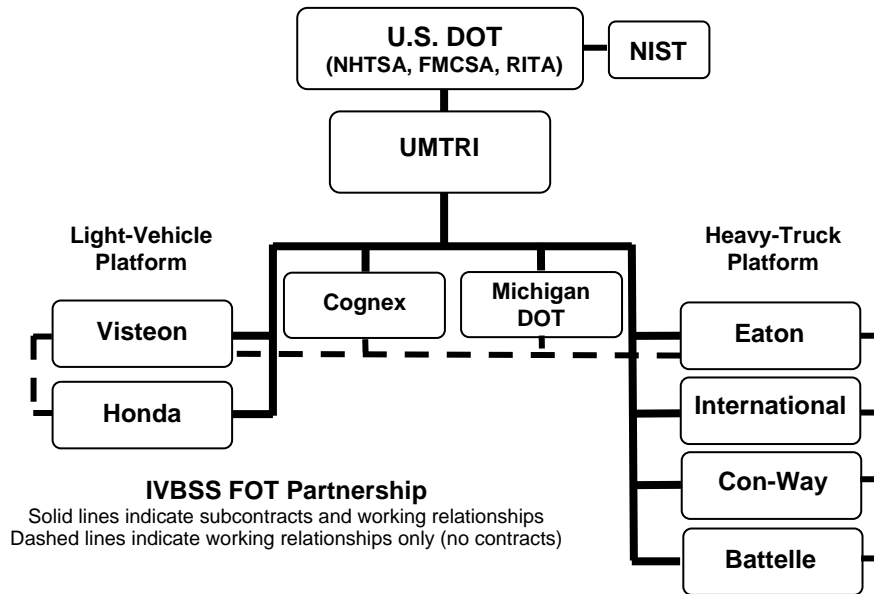 U.S. DOT
(NHTSA, FMCSA, RITA)
NIST
UMTRI
Light-Vehicle
Platform
Heavy-Truck
Platform
Cognex
Michigan
DOT
Visteon
Eaton
Honda
International
Con-Way
Battelle
IVBSS FOT Partnership
Solid lines indicate subcontracts and working relationships
Dashed lines indicate working relationships only (no contracts)